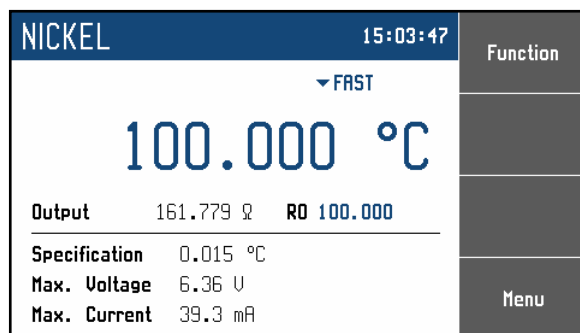 NICKEL 15:03:47
Function
FAST
100.000 °C
Output 161.779 Ω R0 100.000
Specification 0.015 °C
Max. Voltage 6.36 V
Max. Current 39.3 mA
Menu